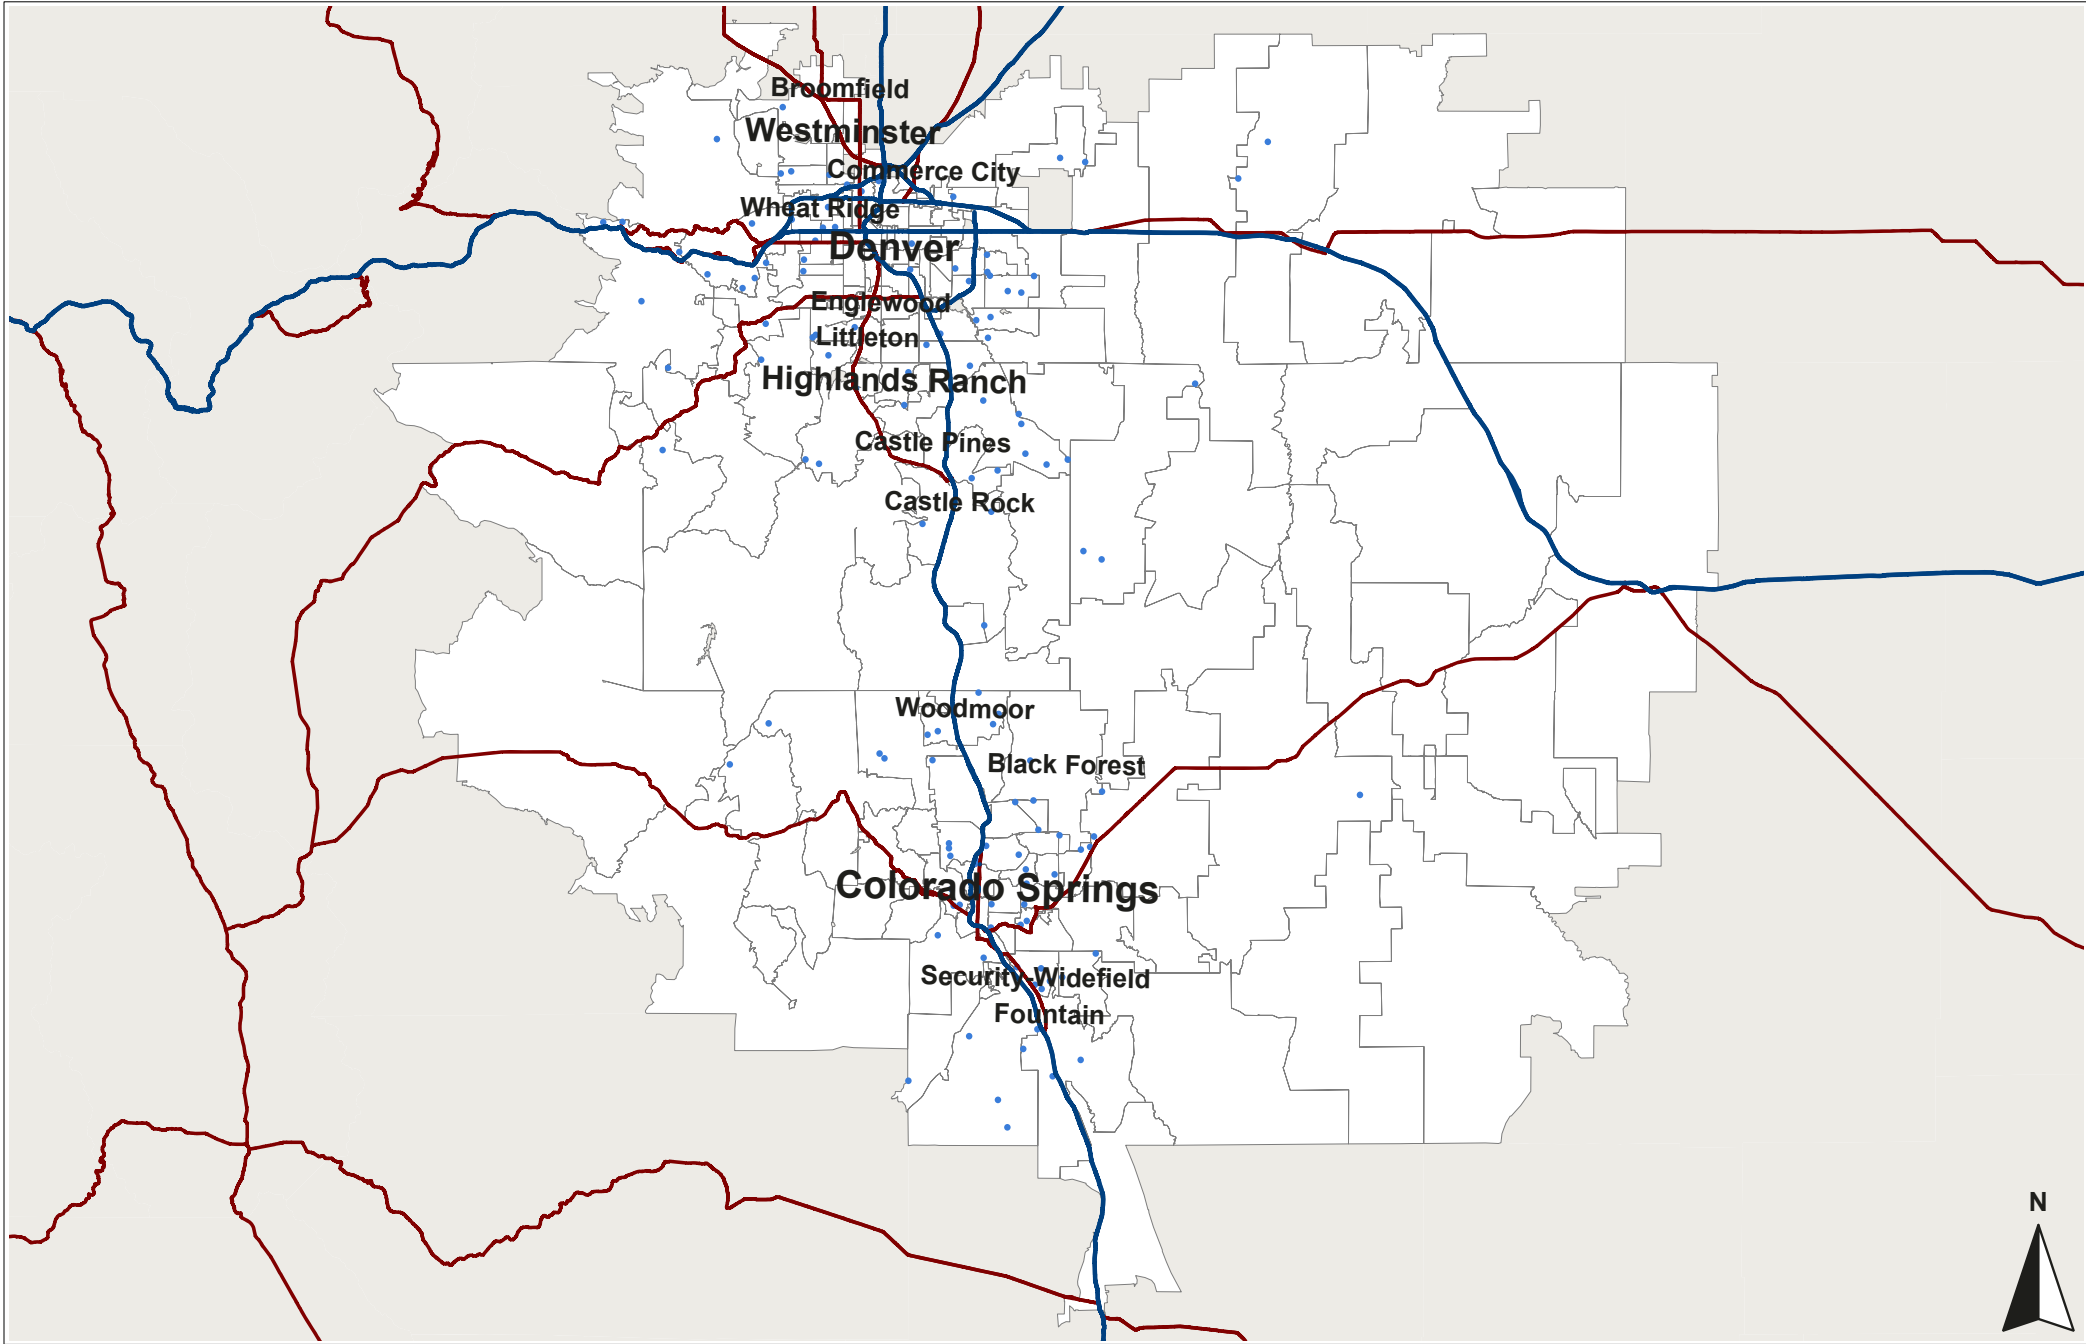 Broomfield
Westminster
Commerce City
Wheat Ridge
Denver
Englewood
Littleton
Highlands Ranch
Castle Pines
Castle Rock
Woodmoor
Black Forest
Colorado Springs
Security-Widefield
Fountain
N